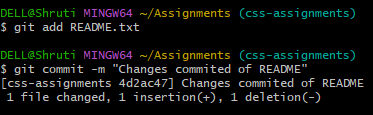 DELL@Shruti MINGW64 ~/Assignments (css-assignments)
$ git add README.txt
DELL@Shruti MINGW64 ~/Assignments (css-assignments)
$ git commit -m "Changes commited of README"
[css-assignments 4d2ac47] Changes commited of README
1 file changed, 1 insertion(+), 1 deletion(-)